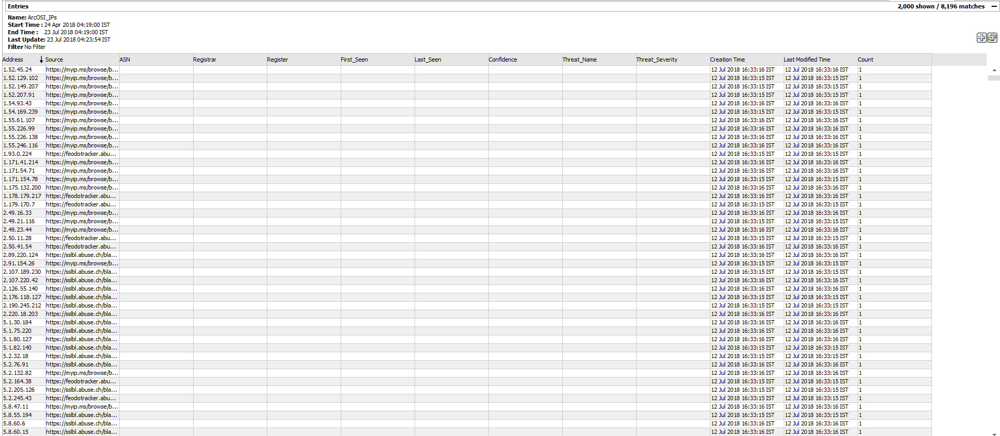 Entries 2,000 shown / 8,196 matches
Name: ArcOSI_IPs
Start Time : 24 Apr 2018 04:19:00 IST
End Time : 23 Jul 2018 04:19:00 IST
Last Update: 23 Jul 2018 04:23:54 IST
Filter No Filter
Address Source ASN Registrar Register First_Seen Last_Seen Confidence Threat_Name Threat_Severity Creation Time Last Modified Time Count
1.52.45.24 https://myip.ms/browse/b... 12 Jul 2018 16:33:16 IST 12 Jul 2018 16:33:16 IST 1
1.52.129.102 https://myip.ms/browse/b... 12 Jul 2018 16:33:15 IST 12 Jul 2018 16:33:15 IST 1
1.52.149.207 https://myip.ms/browse/b... 12 Jul 2018 16:33:15 IST 12 Jul 2018 16:33:15 IST 1
1.52.207.91 https://myip.ms/browse/b... 12 Jul 2018 16:33:15 IST 12 Jul 2018 16:33:15 IST 1
1.54.93.43 https://myip.ms/browse/b... 12 Jul 2018 16:33:15 IST 12 Jul 2018 16:33:15 IST 1
1.54.169.239 https://myip.ms/browse/b... 12 Jul 2018 16:33:15 IST 12 Jul 2018 16:33:15 IST 1
1.55.61.107 https://myip.ms/browse/b... 12 Jul 2018 16:33:16 IST 12 Jul 2018 16:33:16 IST 1
1.55.226.99 https://myip.ms/browse/b... 12 Jul 2018 16:33:15 IST 12 Jul 2018 16:33:15 IST 1
1.55.226.138 https://myip.ms/browse/b... 12 Jul 2018 16:33:15 IST 12 Jul 2018 16:33:15 IST 1
1.55.246.116 https://myip.ms/browse/b... 12 Jul 2018 16:33:16 IST 12 Jul 2018 16:33:16 IST 1
1.93.0.224 https://feodotracker.abu... 12 Jul 2018 16:33:15 IST 12 Jul 2018 16:33:15 IST 1
1.171.41.214 https://myip.ms/browse/b... 12 Jul 2018 16:33:16 IST 12 Jul 2018 16:33:16 IST 1
1.171.54.71 https://myip.ms/browse/b... 12 Jul 2018 16:33:16 IST 12 Jul 2018 16:33:16 IST 1
1.171.154.78 https://myip.ms/browse/b... 12 Jul 2018 16:33:15 IST 12 Jul 2018 16:33:15 IST 1
1.175.132.200 https://myip.ms/browse/b... 12 Jul 2018 16:33:16 IST 12 Jul 2018 16:33:16 IST 1
1.178.179.217 https://feodotracker.abu... 12 Jul 2018 16:33:16 IST 12 Jul 2018 16:33:16 IST 1
1.179.170.7 https://feodotracker.abu... 12 Jul 2018 16:33:15 IST 12 Jul 2018 16:33:15 IST 1
2.49.16.33 https://myip.ms/browse/b... 12 Jul 2018 16:33:16 IST 12 Jul 2018 16:33:16 IST 1
2.49.21.116 https://myip.ms/browse/b... 12 Jul 2018 16:33:15 IST 12 Jul 2018 16:33:15 IST 1
2.49.23.44 https://myip.ms/browse/b... 12 Jul 2018 16:33:16 IST 12 Jul 2018 16:33:16 IST 1
2.50.11.28 https://feodotracker.abu... 12 Jul 2018 16:33:15 IST 12 Jul 2018 16:33:15 IST 1
2.50.41.54 https://feodotracker.abu... 12 Jul 2018 16:33:16 IST 12 Jul 2018 16:33:16 IST 1
2.89.220.124 https://sslbl.abuse.ch/bla... 12 Jul 2018 16:33:16 IST 12 Jul 2018 16:33:16 IST 1
2.91.154.26 https://myip.ms/browse/b... 12 Jul 2018 16:33:16 IST 12 Jul 2018 16:33:16 IST 1
2.107.189.230 https://sslbl.abuse.ch/bla... 12 Jul 2018 16:33:15 IST 12 Jul 2018 16:33:15 IST 1
2.107.220.42 https://sslbl.abuse.ch/bla... 12 Jul 2018 16:33:16 IST 12 Jul 2018 16:33:16 IST 1
2.126.55.140 https://sslbl.abuse.ch/bla... 12 Jul 2018 16:33:16 IST 12 Jul 2018 16:33:16 IST 1
2.176.118.127 https://sslbl.abuse.ch/bla... 12 Jul 2018 16:33:16 IST 12 Jul 2018 16:33:16 IST 1
2.190.245.212 https://sslbl.abuse.ch/bla... 12 Jul 2018 16:33:15 IST 12 Jul 2018 16:33:15 IST 1
2.220.18.203 https://sslbl.abuse.ch/bla... 12 Jul 2018 16:33:16 IST 12 Jul 2018 16:33:16 IST 1
5.1.30.184 https://sslbl.abuse.ch/bla... 12 Jul 2018 16:33:16 IST 12 Jul 2018 16:33:16 IST 1
5.1.75.220 https://sslbl.abuse.ch/bla... 12 Jul 2018 16:33:16 IST 12 Jul 2018 16:33:16 IST 1
5.1.80.127 https://sslbl.abuse.ch/bla... 12 Jul 2018 16:33:16 IST 12 Jul 2018 16:33:16 IST 1
5.1.82.140 https://sslbl.abuse.ch/bla... 12 Jul 2018 16:33:15 IST 12 Jul 2018 16:33:15 IST 1
5.2.32.18 https://sslbl.abuse.ch/bla... 12 Jul 2018 16:33:16 IST 12 Jul 2018 16:33:16 IST 1
5.2.76.91 https://sslbl.abuse.ch/bla... 12 Jul 2018 16:33:16 IST 12 Jul 2018 16:33:16 IST 1
5.2.132.82 https://myip.ms/browse/b... 12 Jul 2018 16:33:16 IST 12 Jul 2018 16:33:16 IST 1
5.2.164.38 https://feodotracker.abu... 12 Jul 2018 16:33:16 IST 12 Jul 2018 16:33:16 IST 1
5.2.205.126 https://sslbl.abuse.ch/bla... 12 Jul 2018 16:33:15 IST 12 Jul 2018 16:33:15 IST 1
5.2.245.43 https://feodotracker.abu... 12 Jul 2018 16:33:15 IST 12 Jul 2018 16:33:15 IST 1
5.8.47.11 https://myip.ms/browse/b... 12 Jul 2018 16:33:16 IST 12 Jul 2018 16:33:16 IST 1
5.8.55.194 https://sslbl.abuse.ch/bla... 12 Jul 2018 16:33:15 IST 12 Jul 2018 16:33:15 IST 1
5.8.60.6 https://sslbl.abuse.ch/bla... 12 Jul 2018 16:33:16 IST 12 Jul 2018 16:33:16 IST 1
5.8.60.15 https://sslbl.abuse.ch/bla... 12 Jul 2018 16:33:15 IST 12 Jul 2018 16:33:15 IST 1